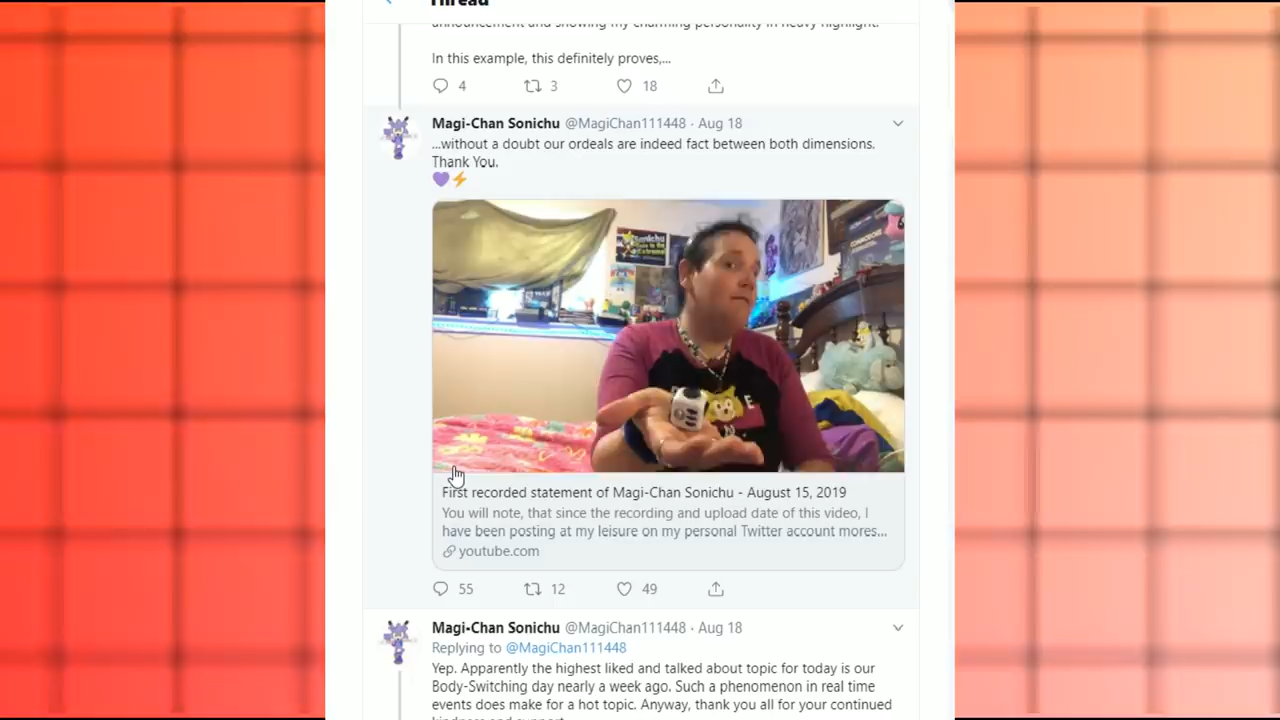 Thread
announcement and showing my charming personality in heavy highlight.
In this example, this definitely proves,...
4 3 18
Magi-Chan Sonichu @MagiChan111448 · Aug 18
...without a doubt our ordeals are indeed fact between both dimensions.
Thank You.
Sonichu
COMMODORE
First recorded statement of Magi-Chan Sonichu - August 15, 2019
You will note, that since the recording and upload date of this video, I
have been posting at my leisure on my personal Twitter account mores...
youtube.com
55 12 49
Magi-Chan Sonichu @MagiChan111448 · Aug 18
Replying to @MagiChan111448
Yep. Apparently the highest liked and talked about topic for today is our
Body-Switching day nearly a week ago. Such a phenomenon in real time
events does make for a hot topic. Anyway, thank you all for your continued
kindness and support.